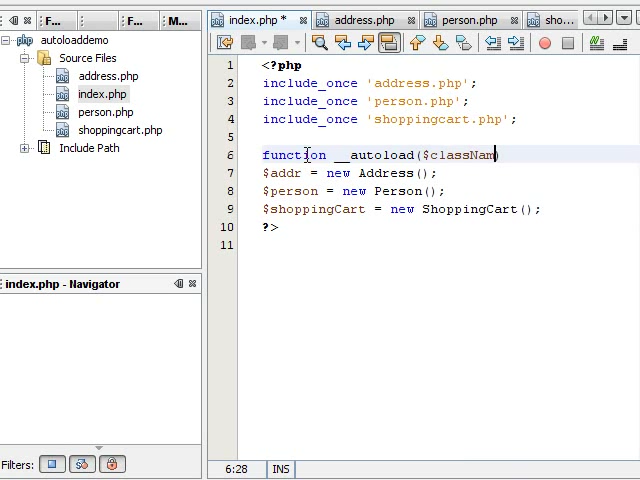 F...
F...
M...
autoloaddemo
Source Files
address.php
index.php
person.php
shoppingcart.php
Include Path
index.php - Navigator
Filters:
index.php *
address.php
person.php
sho...
1 <?php
2 include_once 'address.php';
3 include_once 'person.php';
4 include_once 'shoppingcart.php';
5
6 function __autoload($classNam)
7 $addr = new Address();
8 $person = new Person();
9 $shoppingCart = new ShoppingCart();
10 ?>
11
6:28 INS